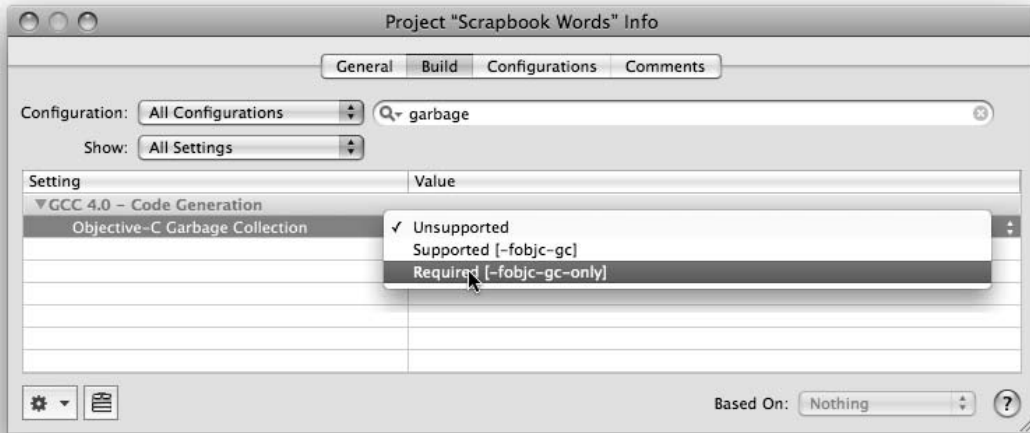 Project “Scrapbook Words” Info
General Build Configurations Comments
Configuration: All Configurations garbage
Show: All Settings
Setting Value
GCC 4.0 – Code Generation
Objective-C Garbage Collection ✓ Unsupported
Supported [-fobjc-gc]
Required [-fobjc-gc-only]
Based On: Nothing ?